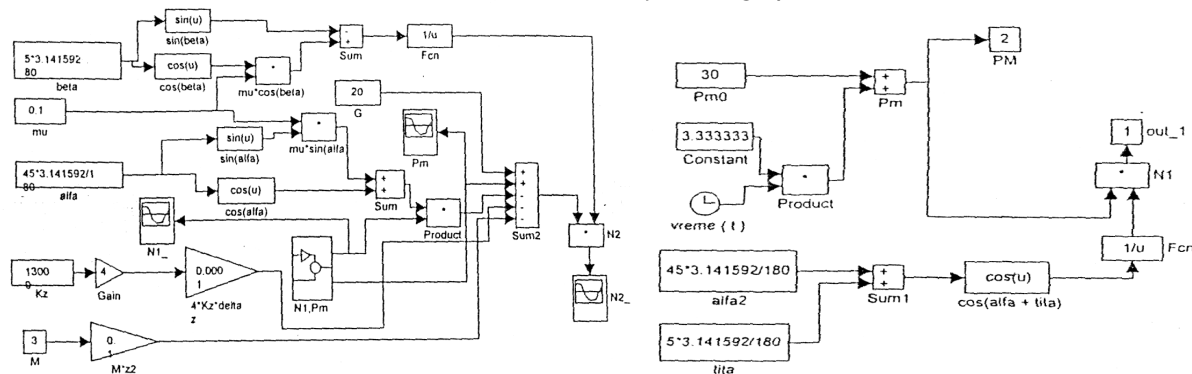 sin(u)
sin(beta)
5*3.141592
80
beta
cos(u)
cos(beta)
mu*cos(beta)
-
+
Sum
1/u
Fcn
0.1
mu
20
G
sin(u)
sin(alfa)
*
mu*sin(alfa
Pm
45*3.141592/1
80
alfa
cos(u)
cos(alfa)
+
+
Sum
*
Product
+
+
-
-
-
Sum2
*
N2
N1_
1300
0
Kz
4
Gain
0.000
1
4*Kz*delta
z
N1,Pm
N2_
3
M
0.
1
M*z2
2
PM
30
Pm0
+
+
Pm
3.333333
Constant
*
Product
vreme ( t )
1
out_1
*
N1
1/u
Fcn
45*3.141592/180
alfa2
+
+
Sum1
cos(u)
cos(alfa + tita)
5*3.141592/180
tita